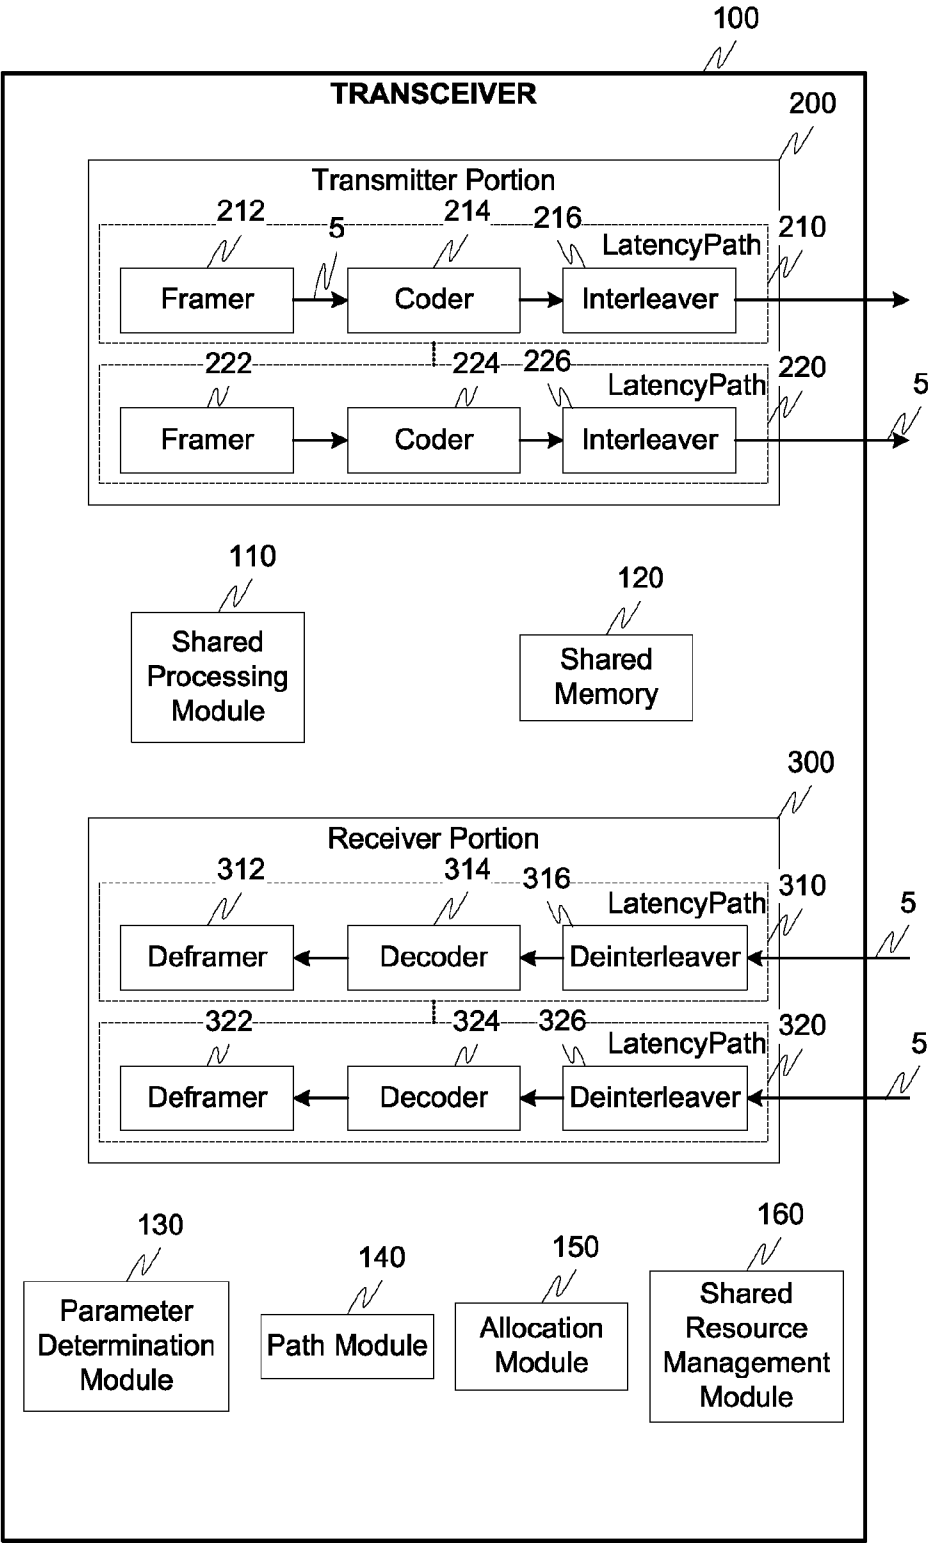 100
TRANSCEIVER
200
Transmitter Portion
212
5
214
216
LatencyPath
210
Framer
Coder
Interleaver
222
224
226
LatencyPath
220
5
Framer
Coder
Interleaver
110
Shared
Processing
Module
120
Shared
Memory
300
Receiver Portion
312
314
316
LatencyPath
310
5
Deframer
Decoder
Deinterleaver
322
324
326
LatencyPath
320
5
Deframer
Decoder
Deinterleaver
130
Parameter
Determination
Module
140
Path Module
150
Allocation
Module
160
Shared
Resource
Management
Module